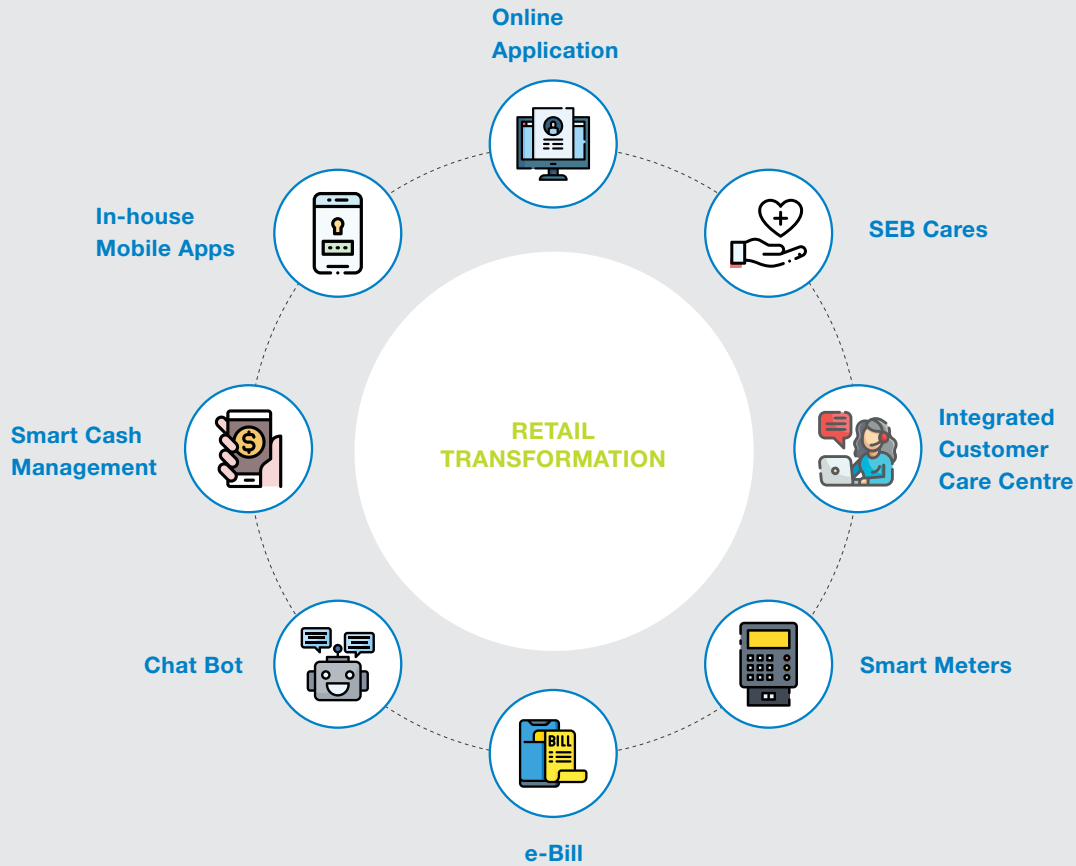 Online
Application
SEB Cares
Integrated
Customer
Care Centre
Smart Meters
e-Bill
BILL
Chat Bot
Smart Cash
Management
In-house
Mobile Apps
RETAIL
TRANSFORMATION